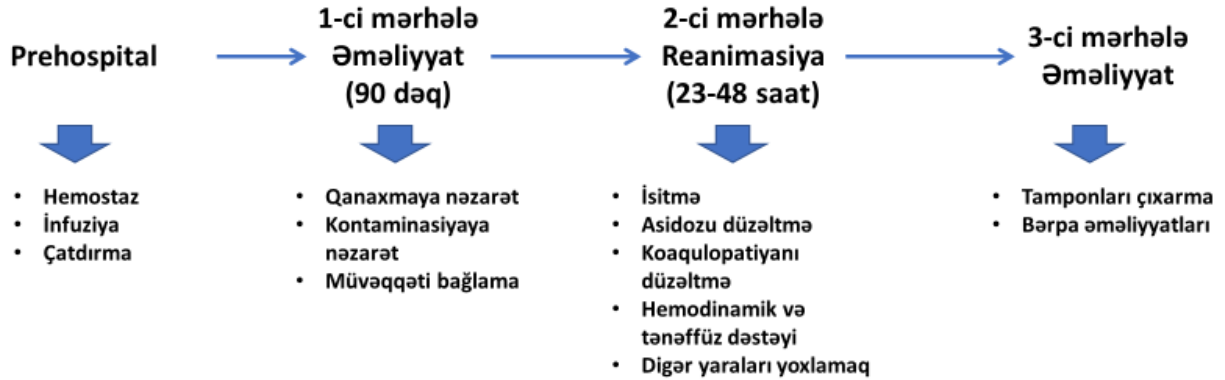 Prehospital
1-ci mərhələ
Əməliyyat
(90 dəq)
2-ci mərhələ
Reanimasiya
(23-48 saat)
3-ci mərhələ
Əməliyyat
• Hemostaz
• İnfuziya
• Çatdırma
• Qanaxmaya nəzarət
• Kontaminasiyaya
nəzarət
• Müvəqqəti bağlama
• İsitmə
• Asidozu düzəltmə
• Koaqulopatiyanı
düzəltmə
• Hemodinamik və
tənəffüz dəstəyi
• Digər yaraları yoxlamaq
• Tamponları çıxarma
• Bərpa əməliyyatları